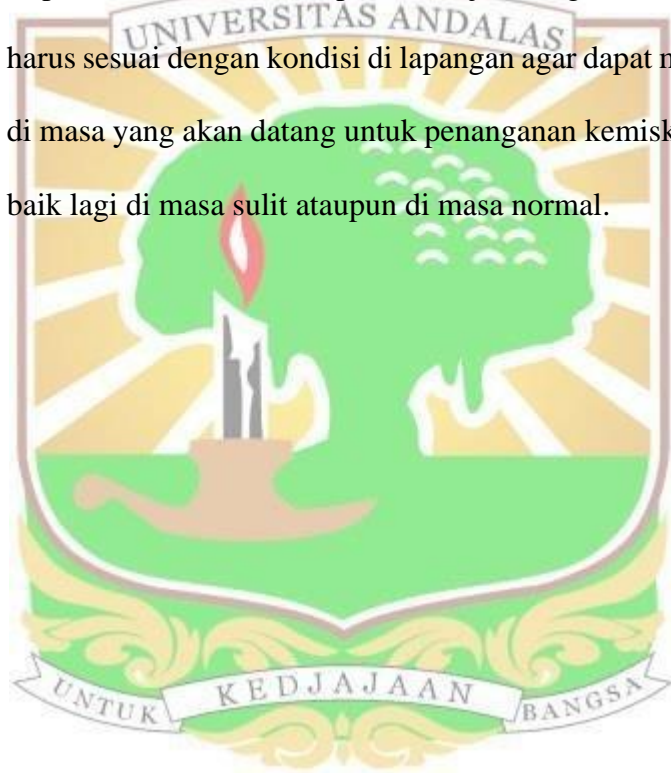 UNIVERSITAS ANDALAS
harus sesuai dengan kondisi di lapangan agar dapat
di masa yang akan datang untuk penanganan
baik lagi di masa sulit ataupun di masa normal.
UNTUK KEDJAJAAN BANGSA